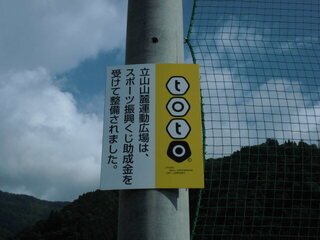 立山山麓運動広場は、
スポーツ振興くじ助成金を
受けて整備されました。
toto